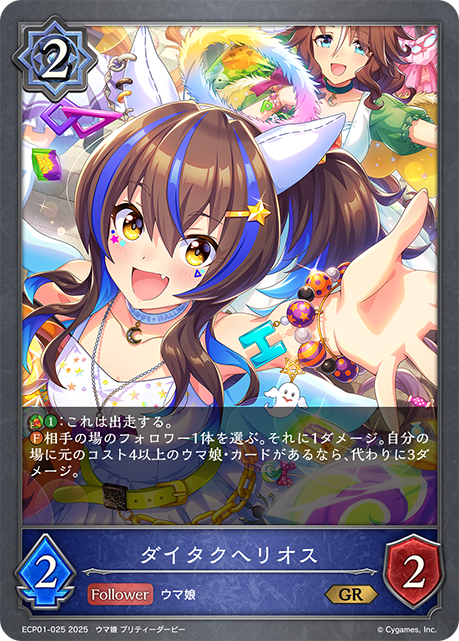 2
1:これは出走する。
F相手の場のフォロワー1体を選ぶ。それに1ダメージ。自分の
場に元のコスト4以上のウマ娘・カードがあるなら、代わりに3ダ
メージ。
ダイタクヘリオス
2
Follower ウマ娘
GR
2
ECP01-025 2025 ウマ娘 プリティーダービー
© Cygames, Inc.